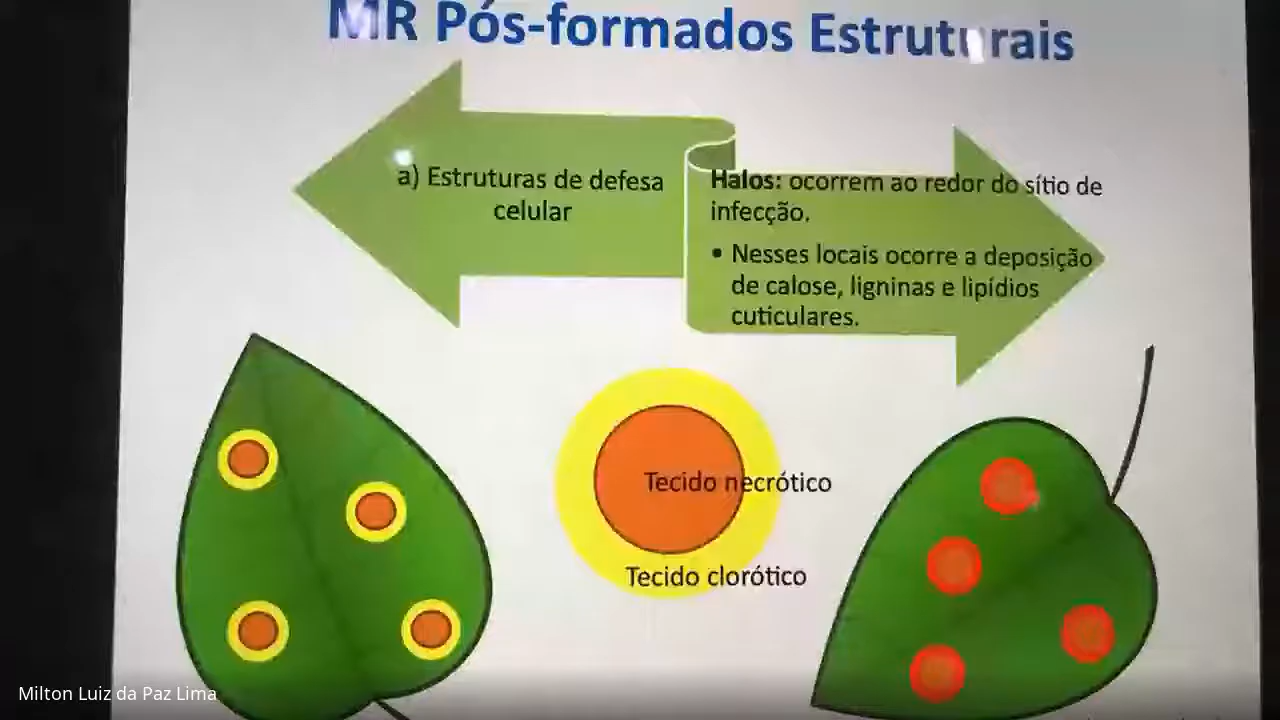 MR Pós-formados Estruturais
a) Estruturas de defesa
celular
Halos: ocorrem ao redor do sítio de
infecção.
• Nesses locais ocorre a deposição
de calose, ligninas e lipídios
cuticulares.
Tecido necrótico
Tecido clorótico
Milton Luiz da Paz Lima